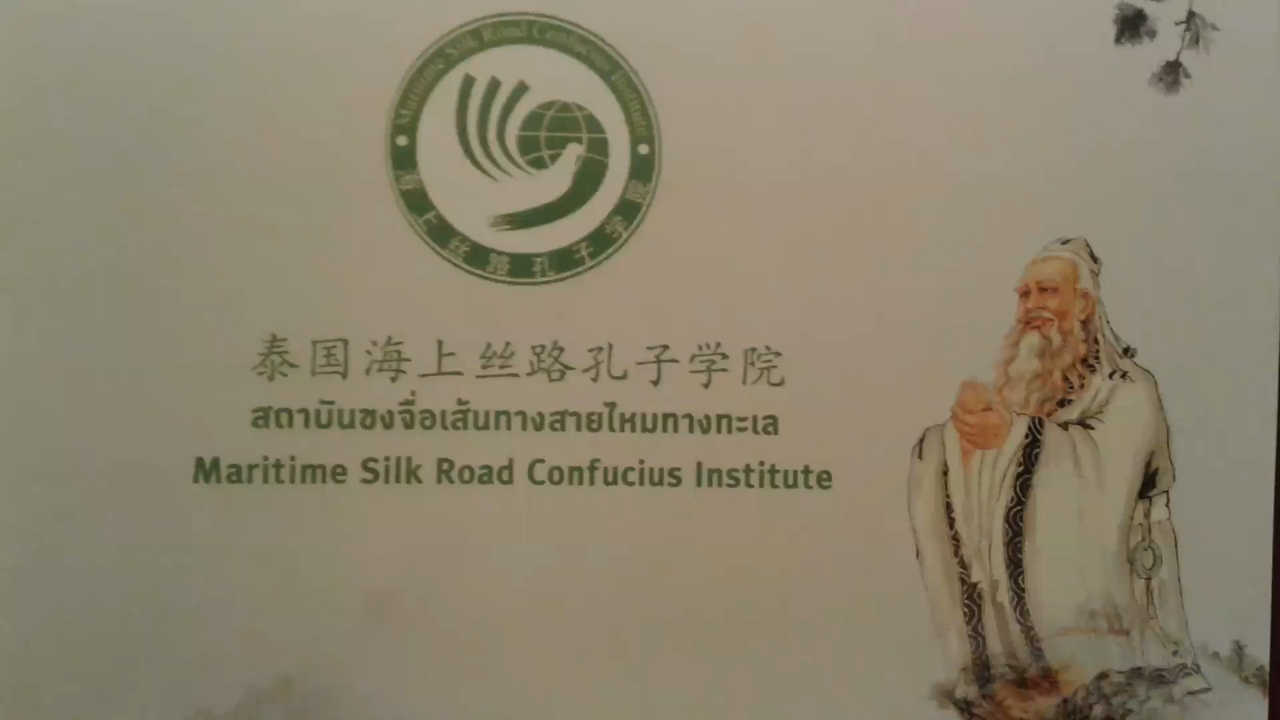 Maritime Silk Road Confucius Institute
海上丝路孔子学院
泰国海上丝路孔子学院
สถาบันขงจื่อเส้นทางสายไหมทางทะเล
Maritime Silk Road Confucius Institute